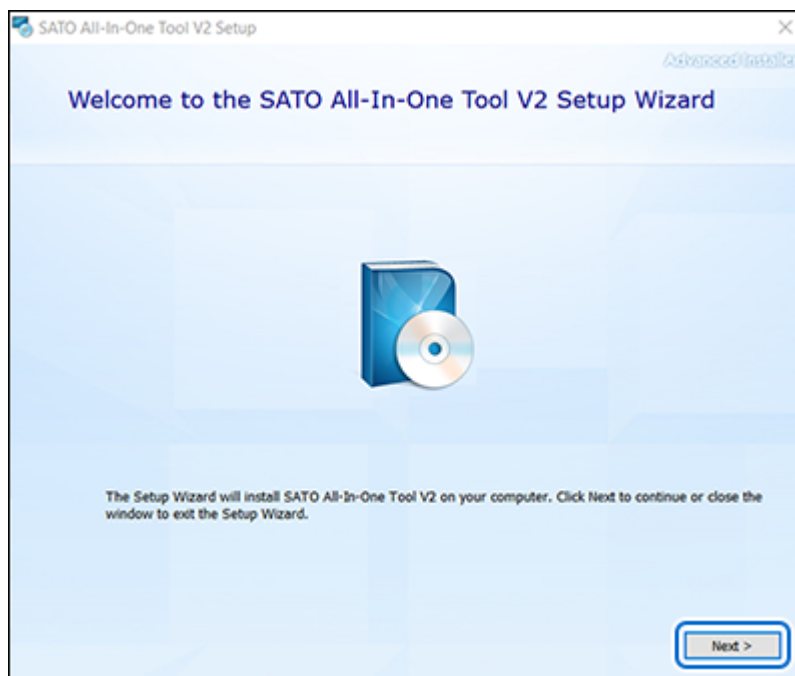 SATO All-In-One Tool V2 Setup
Advanced Installer
Welcome to the SATO All-In-One Tool V2 Setup Wizard
The Setup Wizard will install SATO All-In-One Tool V2 on your computer. Click Next to continue or close the
window to exit the Setup Wizard.
Next >